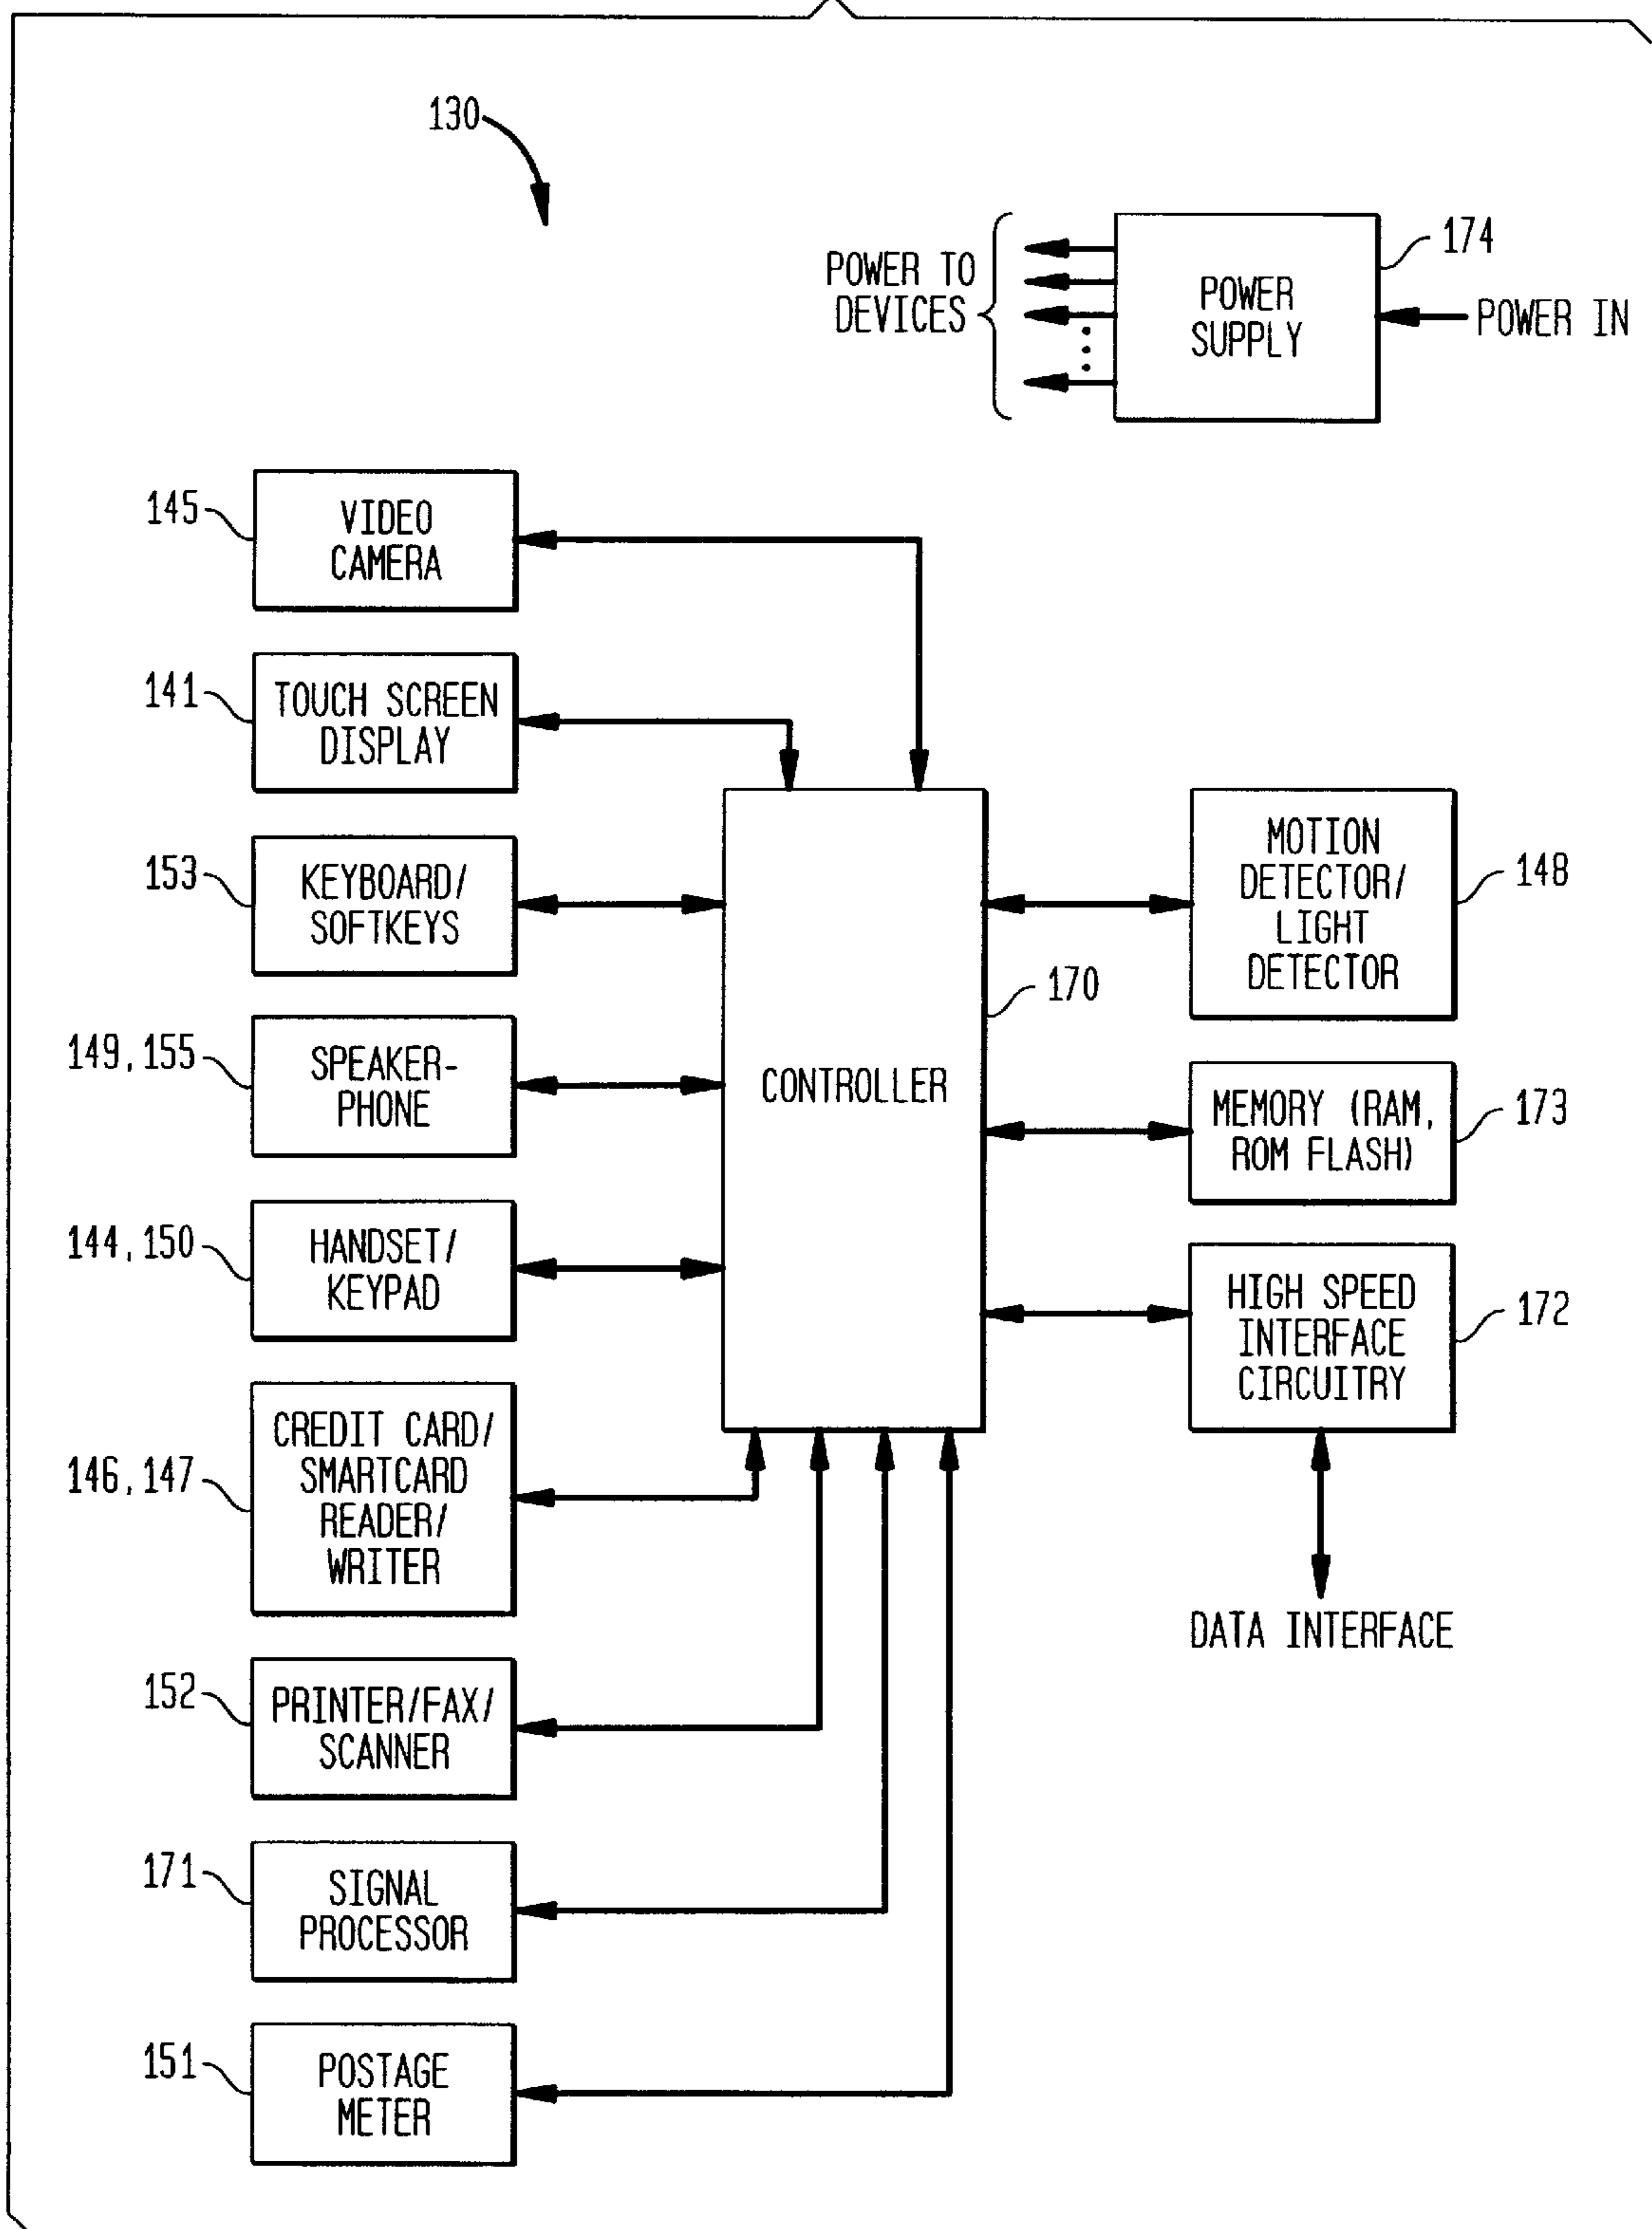 130
174
POWER TO
DEVICES
POWER
SUPPLY
POWER IN
145
VIDEO
CAMERA
141
TOUCH SCREEN
DISPLAY
153
KEYBOARD/
SOFTKEYS
149, 155
SPEAKER-
PHONE
144, 150
HANDSET/
KEYPAD
146, 147
CREDIT CARD/
SMARTCARD
READER/
WRITER
152
PRINTER/FAX/
SCANNER
171
SIGNAL
PROCESSOR
151
POSTAGE
METER
CONTROLLER
170
MOTION
DETECTOR/
LIGHT
DETECTOR
148
MEMORY (RAM,
ROM FLASH)
173
HIGH SPEED
INTERFACE
CIRCUITRY
172
DATA INTERFACE